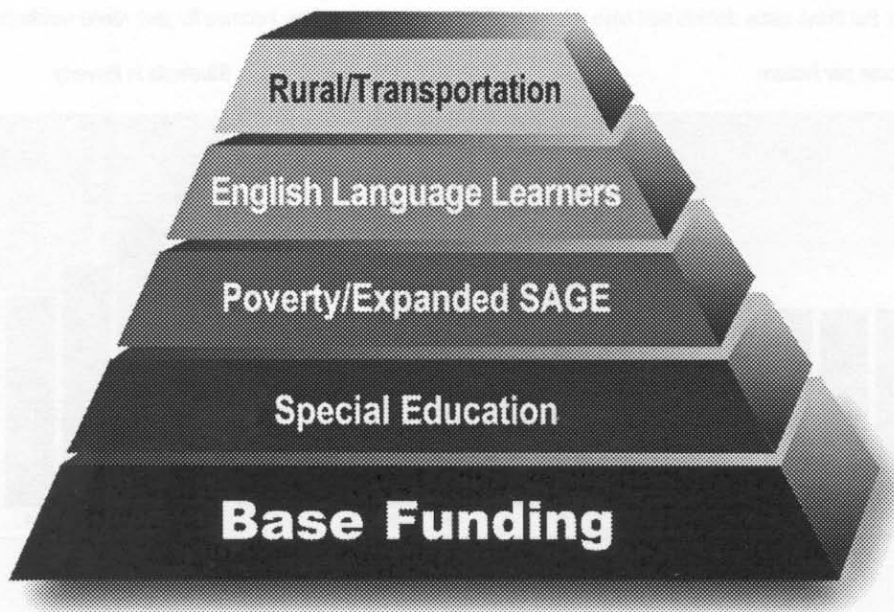 Rural/Transportation
English Language Learners
Poverty/Expanded SAGE
Special Education
Base Funding